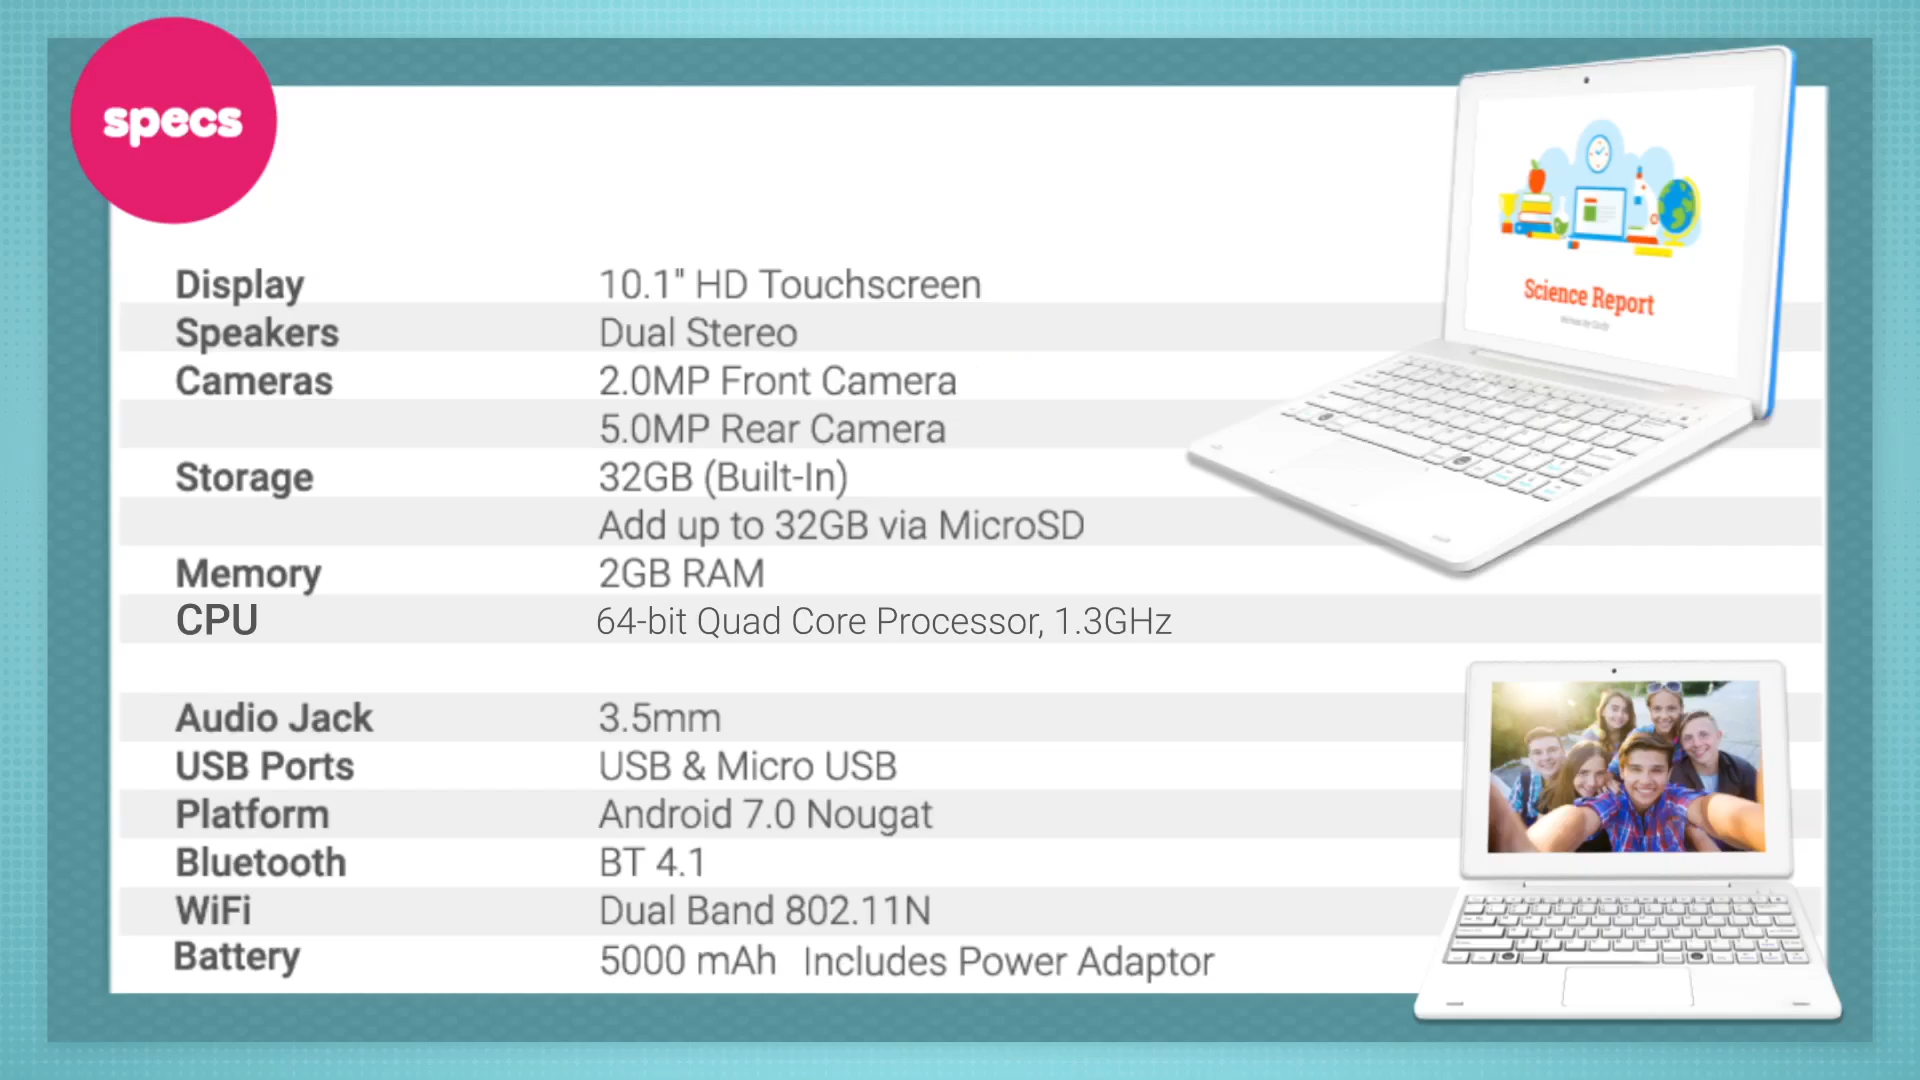 specs
Display 10.1" HD Touchscreen
Speakers Dual Stereo
Cameras 2.0MP Front Camera
5.0MP Rear Camera
Storage 32GB (Built-In)
Add up to 32GB via MicroSD
Memory 2GB RAM
CPU 64-bit Quad Core Processor, 1.3GHz
Audio Jack 3.5mm
USB Ports USB & Micro USB
Platform Android 7.0 Nougat
Bluetooth BT 4.1
WiFi Dual Band 802.11N
Battery 5000 mAh Includes Power Adaptor
Science Report